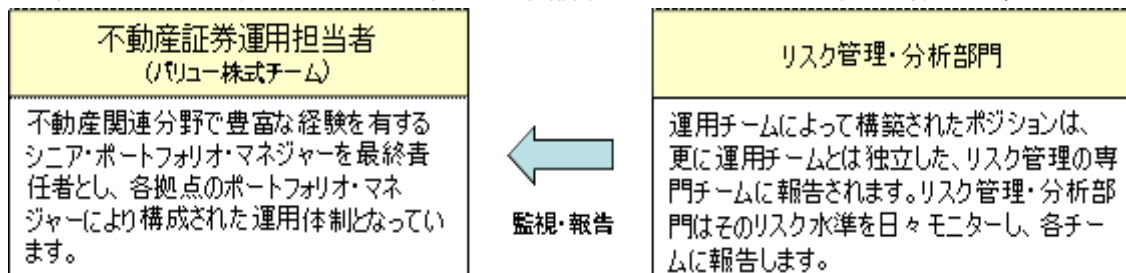 不動産証券運用担当者
(バリュー株式チーム)
不動産関連分野で豊富な経験を有する
シニア・ポートフォリオ・マネジャーを最終責
任者とし、各拠点のポートフォリオ・マネ
ジャーにより構成された運用体制となってい
ます。
監視・報告
リスク管理・分析部門
運用チームによって構築されたポジションは、
更に運用チームとは独立した、リスク管理の専
門チームに報告されます。リスク管理・分析部
門はそのリスク水準を日々モニターし、各チー
ムに報告します。